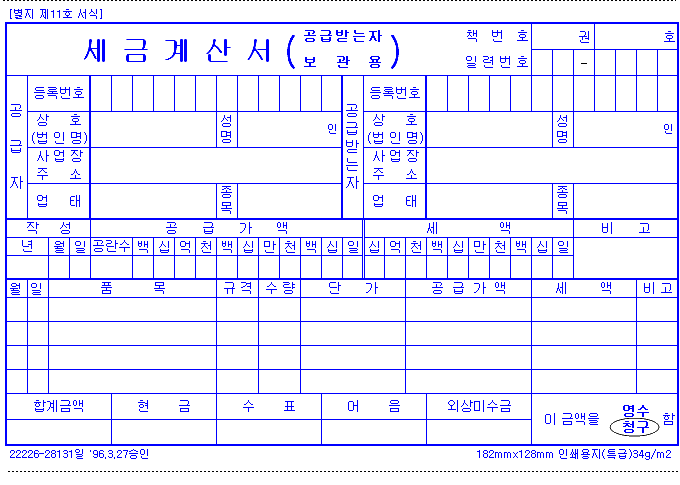 [별지 제11호 서식]
세 금 계 산 서 ( 공급받는자 보 관 용 )
책 번 호 권 호
일련번호 -
공급자 등록번호 공급받는자 등록번호
상 호 (법인명) 성명 인 상 호 (법인명) 성명 인
사업장 주 소 사업장 주 소
업 태 종목 업 태 종목
작 성 공 급 가 액 세 액 비 고
년 월 일 공란수 백 십 억 천 백 십 만 천 백 십 일 십 억 천 백 십 만 천 백 십 일
월 일 품 목 규격 수량 단 가 공 급 가 액 세 액 비고
합계금액 현 금 수 표 어 음 외상미수금 이 금액을 영수 청구 함
22226-28131일 '96,3,27승인 182mmx128mm 인쇄용지(특급)34g/m2